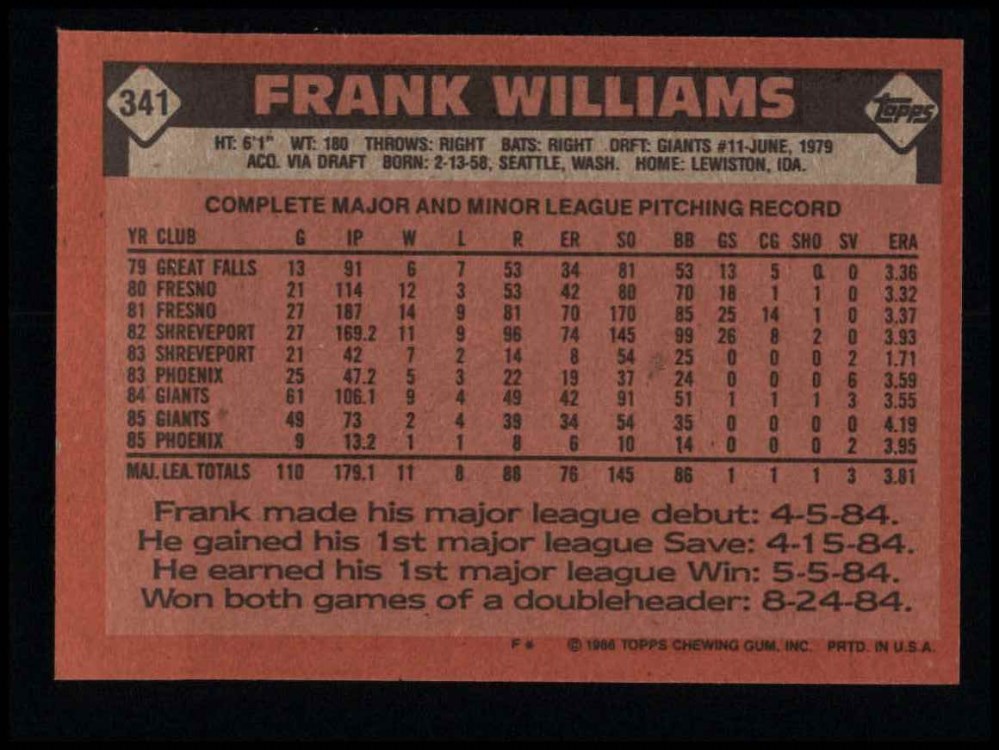 341 FRANK WILLIAMS Topps
HT: 6'1" WT: 180 THROWS: RIGHT BATS: RIGHT DRFT: GIANTS #11-JUNE, 1979
ACQ. VIA DRAFT BORN: 2-13-58, SEATTLE, WASH. HOME: LEWISTON, IDA.
COMPLETE MAJOR AND MINOR LEAGUE PITCHING RECORD
YR CLUB G IP W L R ER SO BB GS CG SHO SV ERA
79 GREAT FALLS 13 91 6 7 53 34 81 53 13 5 0 0 3.36
80 FRESNO 21 114 12 3 53 42 80 70 18 1 1 0 3.32
81 FRESNO 27 187 14 9 81 70 170 85 25 14 1 0 3.37
82 SHREVEPORT 27 169.2 11 9 96 74 145 99 26 8 2 0 3.93
83 SHREVEPORT 21 42 7 2 14 8 54 25 0 0 0 2 1.71
83 PHOENIX 25 47.2 5 3 22 19 37 24 0 0 0 6 3.59
84 GIANTS 61 106.1 9 4 49 42 91 51 1 1 1 3 3.55
85 GIANTS 49 73 2 4 39 34 54 35 0 0 0 0 4.19
85 PHOENIX 9 13.2 1 1 8 6 10 14 0 0 0 2 3.95
MAJ. LEA. TOTALS 110 179.1 11 8 88 76 145 86 1 1 1 3 3.81
Frank made his major league debut: 4-5-84.
He gained his 1st major league Save: 4-15-84.
He earned his 1st major league Win: 5-5-84.
Won both games of a doubleheader: 8-24-84.
F * © 1986 TOPPS CHEWING GUM, INC. PRTD. IN U.S.A.